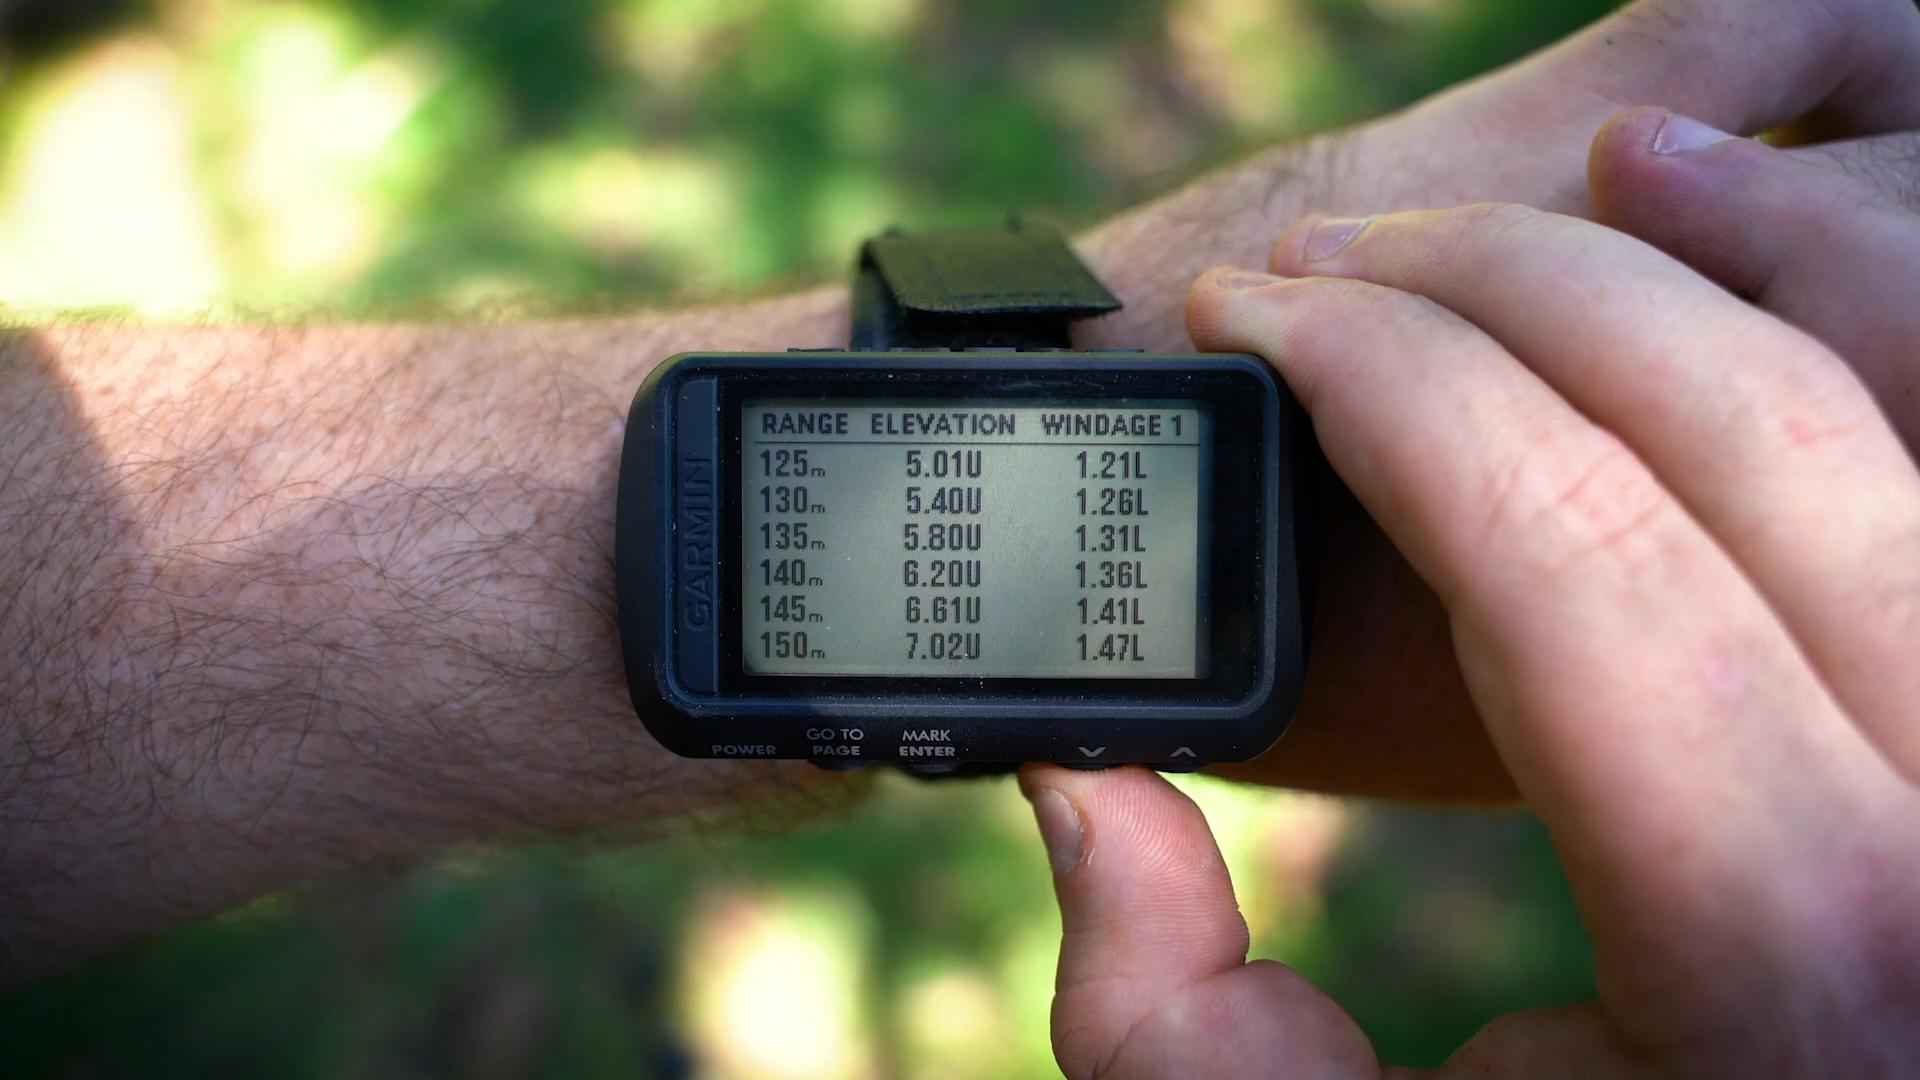 GARMIN
RANGE ELEVATION WINDAGE 1
125m 5.01U 1.21L
130m 5.40U 1.26L
135m 5.80U 1.31L
140m 6.20U 1.36L
145m 6.61U 1.41L
150m 7.02U 1.47L
POWER
GO TO
PAGE
MARK
ENTER